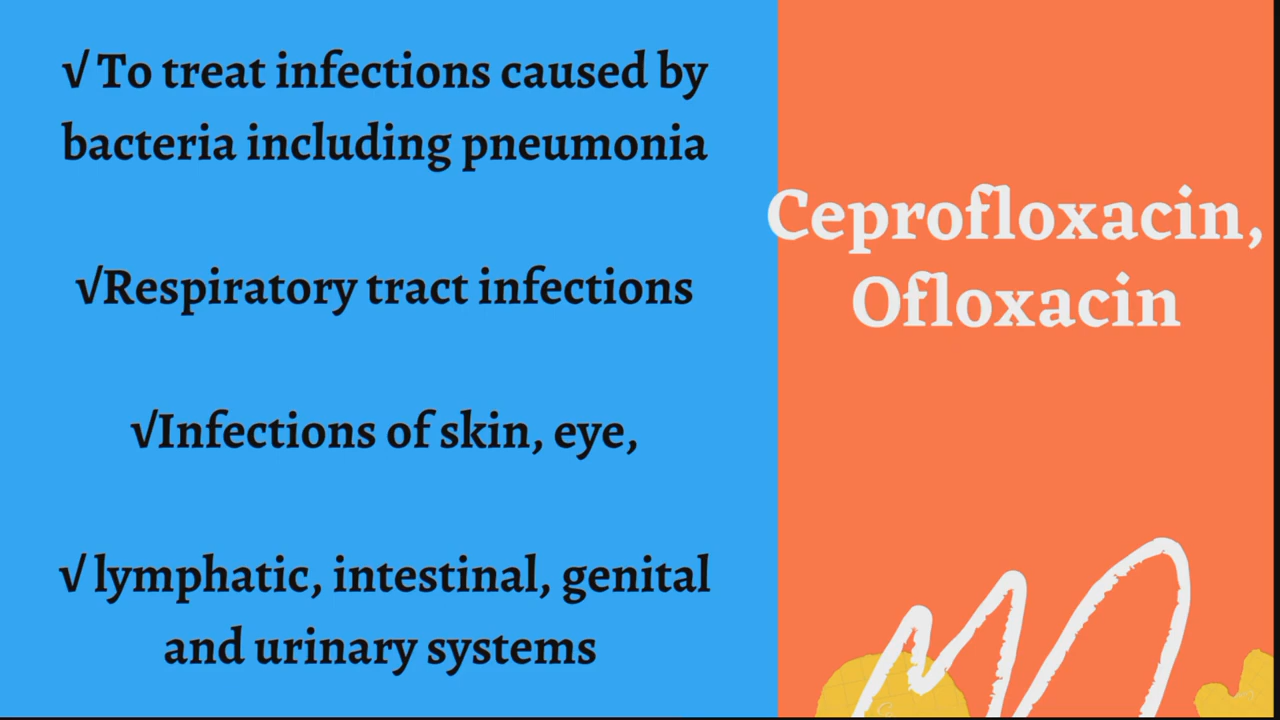 √ To treat infections caused by
bacteria including pneumonia
√Respiratory tract infections
√Infections of skin, eye,
√ lymphatic, intestinal, genital
and urinary systems
Ceprofloxacin,
Ofloxacin